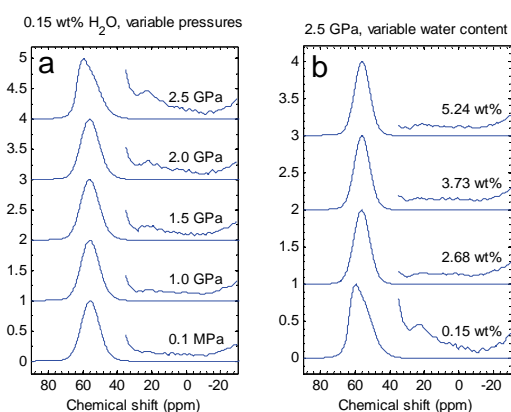 0.15 wt% H2O, variable pressures
a
5
4.5
4
3.5
3
2.5
2
1.5
1
0.5
0
2.5 GPa
2.0 GPa
1.5 GPa
1.0 GPa
0.1 MPa
80 60 40 20 0 -20
Chemical shift (ppm)
2.5 GPa, variable water content
b
4
3.5
3
2.5
2
1.5
1
0.5
0
5.24 wt%
3.73 wt%
2.68 wt%
0.15 wt%
80 60 40 20 0 -20
Chemical shift (ppm)